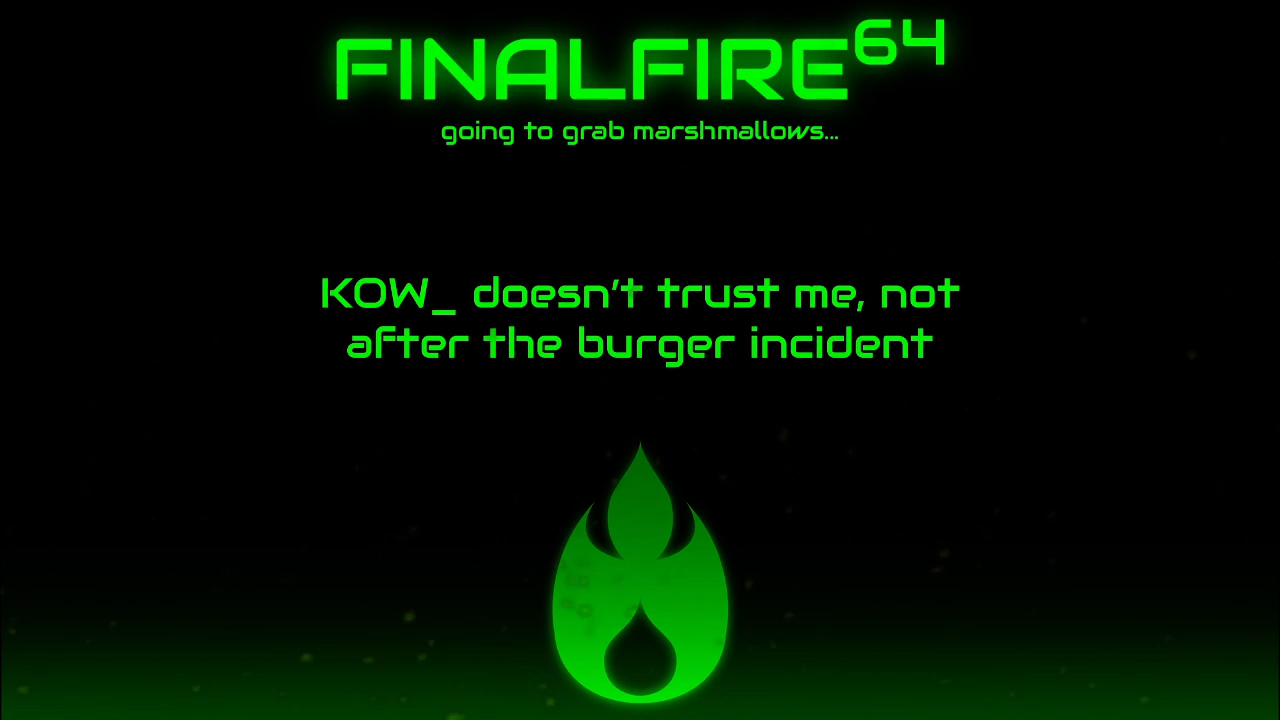 FINALFIRE64
going to grab marshmallows...
KOW_ doesn't trust me, not
after the burger incident